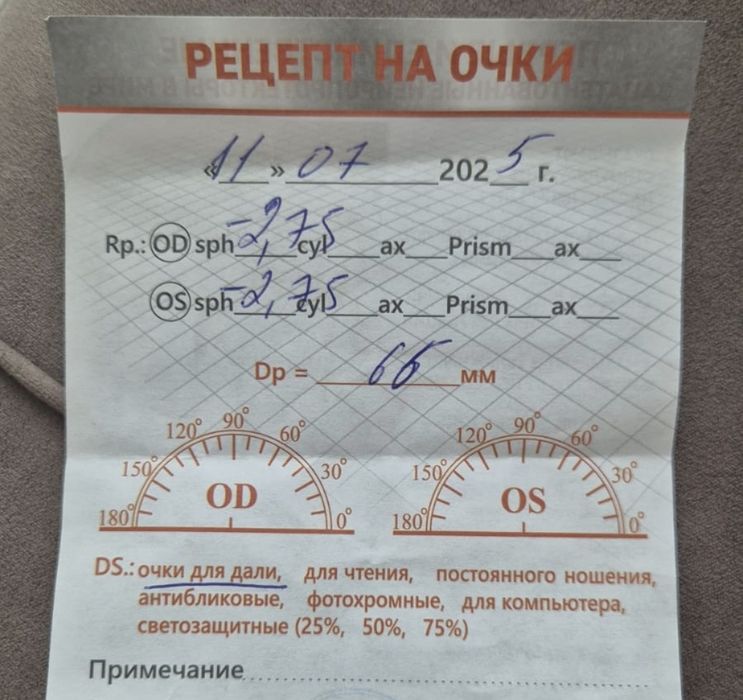 РЕЦЕПТ НА ОЧКИ
«11» 07 2025 г.
Rp.: OD sph -2,75 cyl ax Prism ax
OS sph -2,75 cyl ax Prism ax
Dp = 66 мм
120° 90° 60° 120° 90° 60°
150° 30° 150° 30°
OD OS
180° 0° 180° 0°
DS.: очки для дали, для чтения, постоянного ношения,
антибликовые, фотохромные, для компьютера,
светозащитные (25%, 50%, 75%)
Примечание